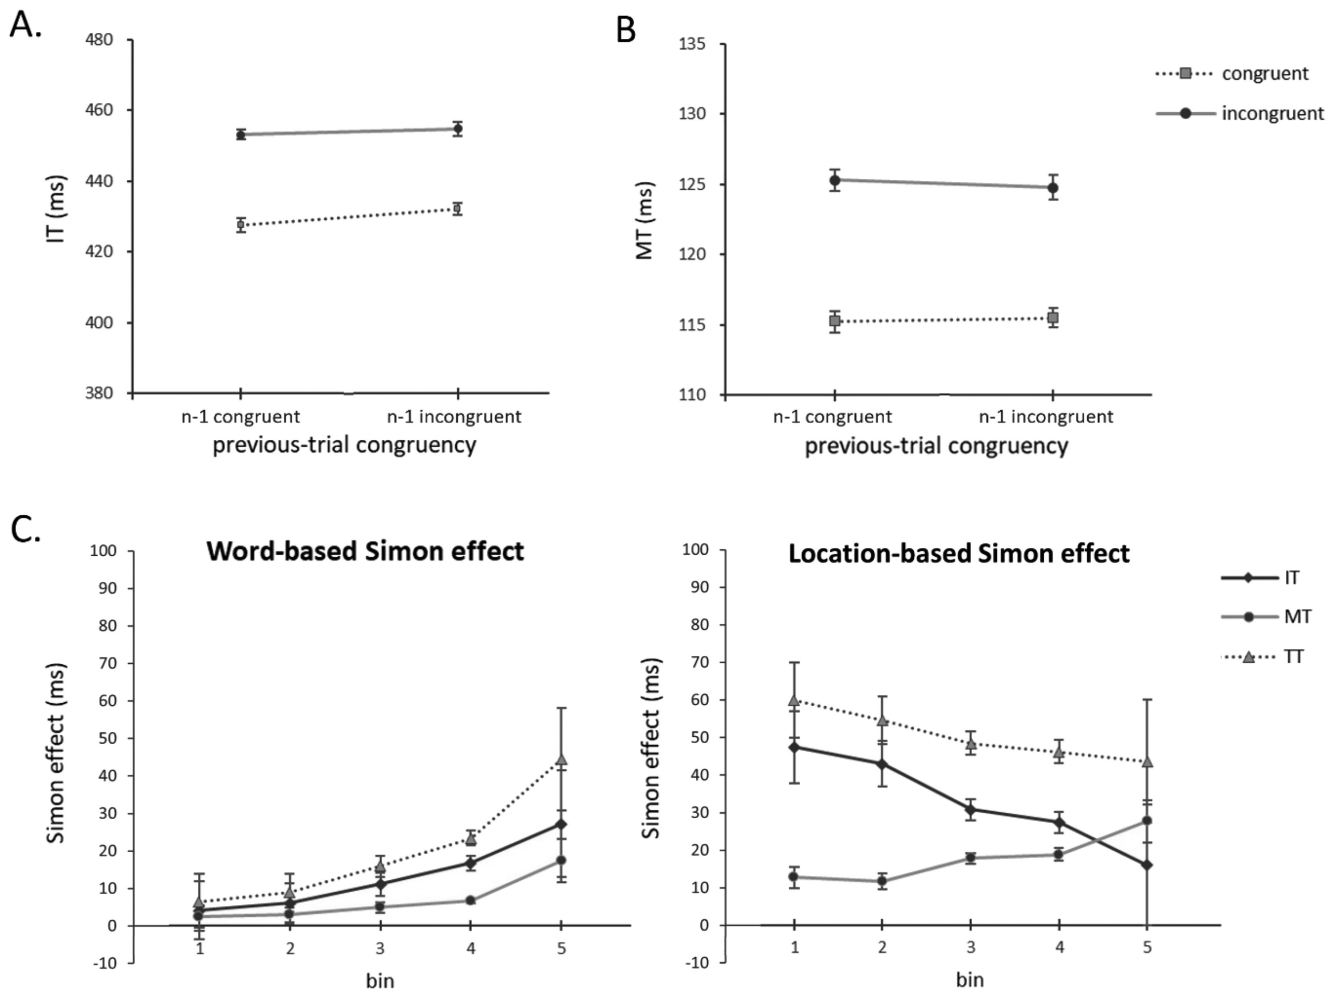 A.
480
460
440
420
400
380
IT (ms)
n-1 congruent
n-1 incongruent
previous-trial congruency
B
135
130
125
120
115
110
MT (ms)
n-1 congruent
n-1 incongruent
previous-trial congruency
congruent
incongruent
C.
Word-based Simon effect
100
90
80
70
60
50
40
30
20
10
0
-10
Simon effect (ms)
1
2
3
4
5
bin
Location-based Simon effect
100
90
80
70
60
50
40
30
20
10
0
-10
Simon effect (ms)
1
2
3
4
5
bin
IT
MT
TT